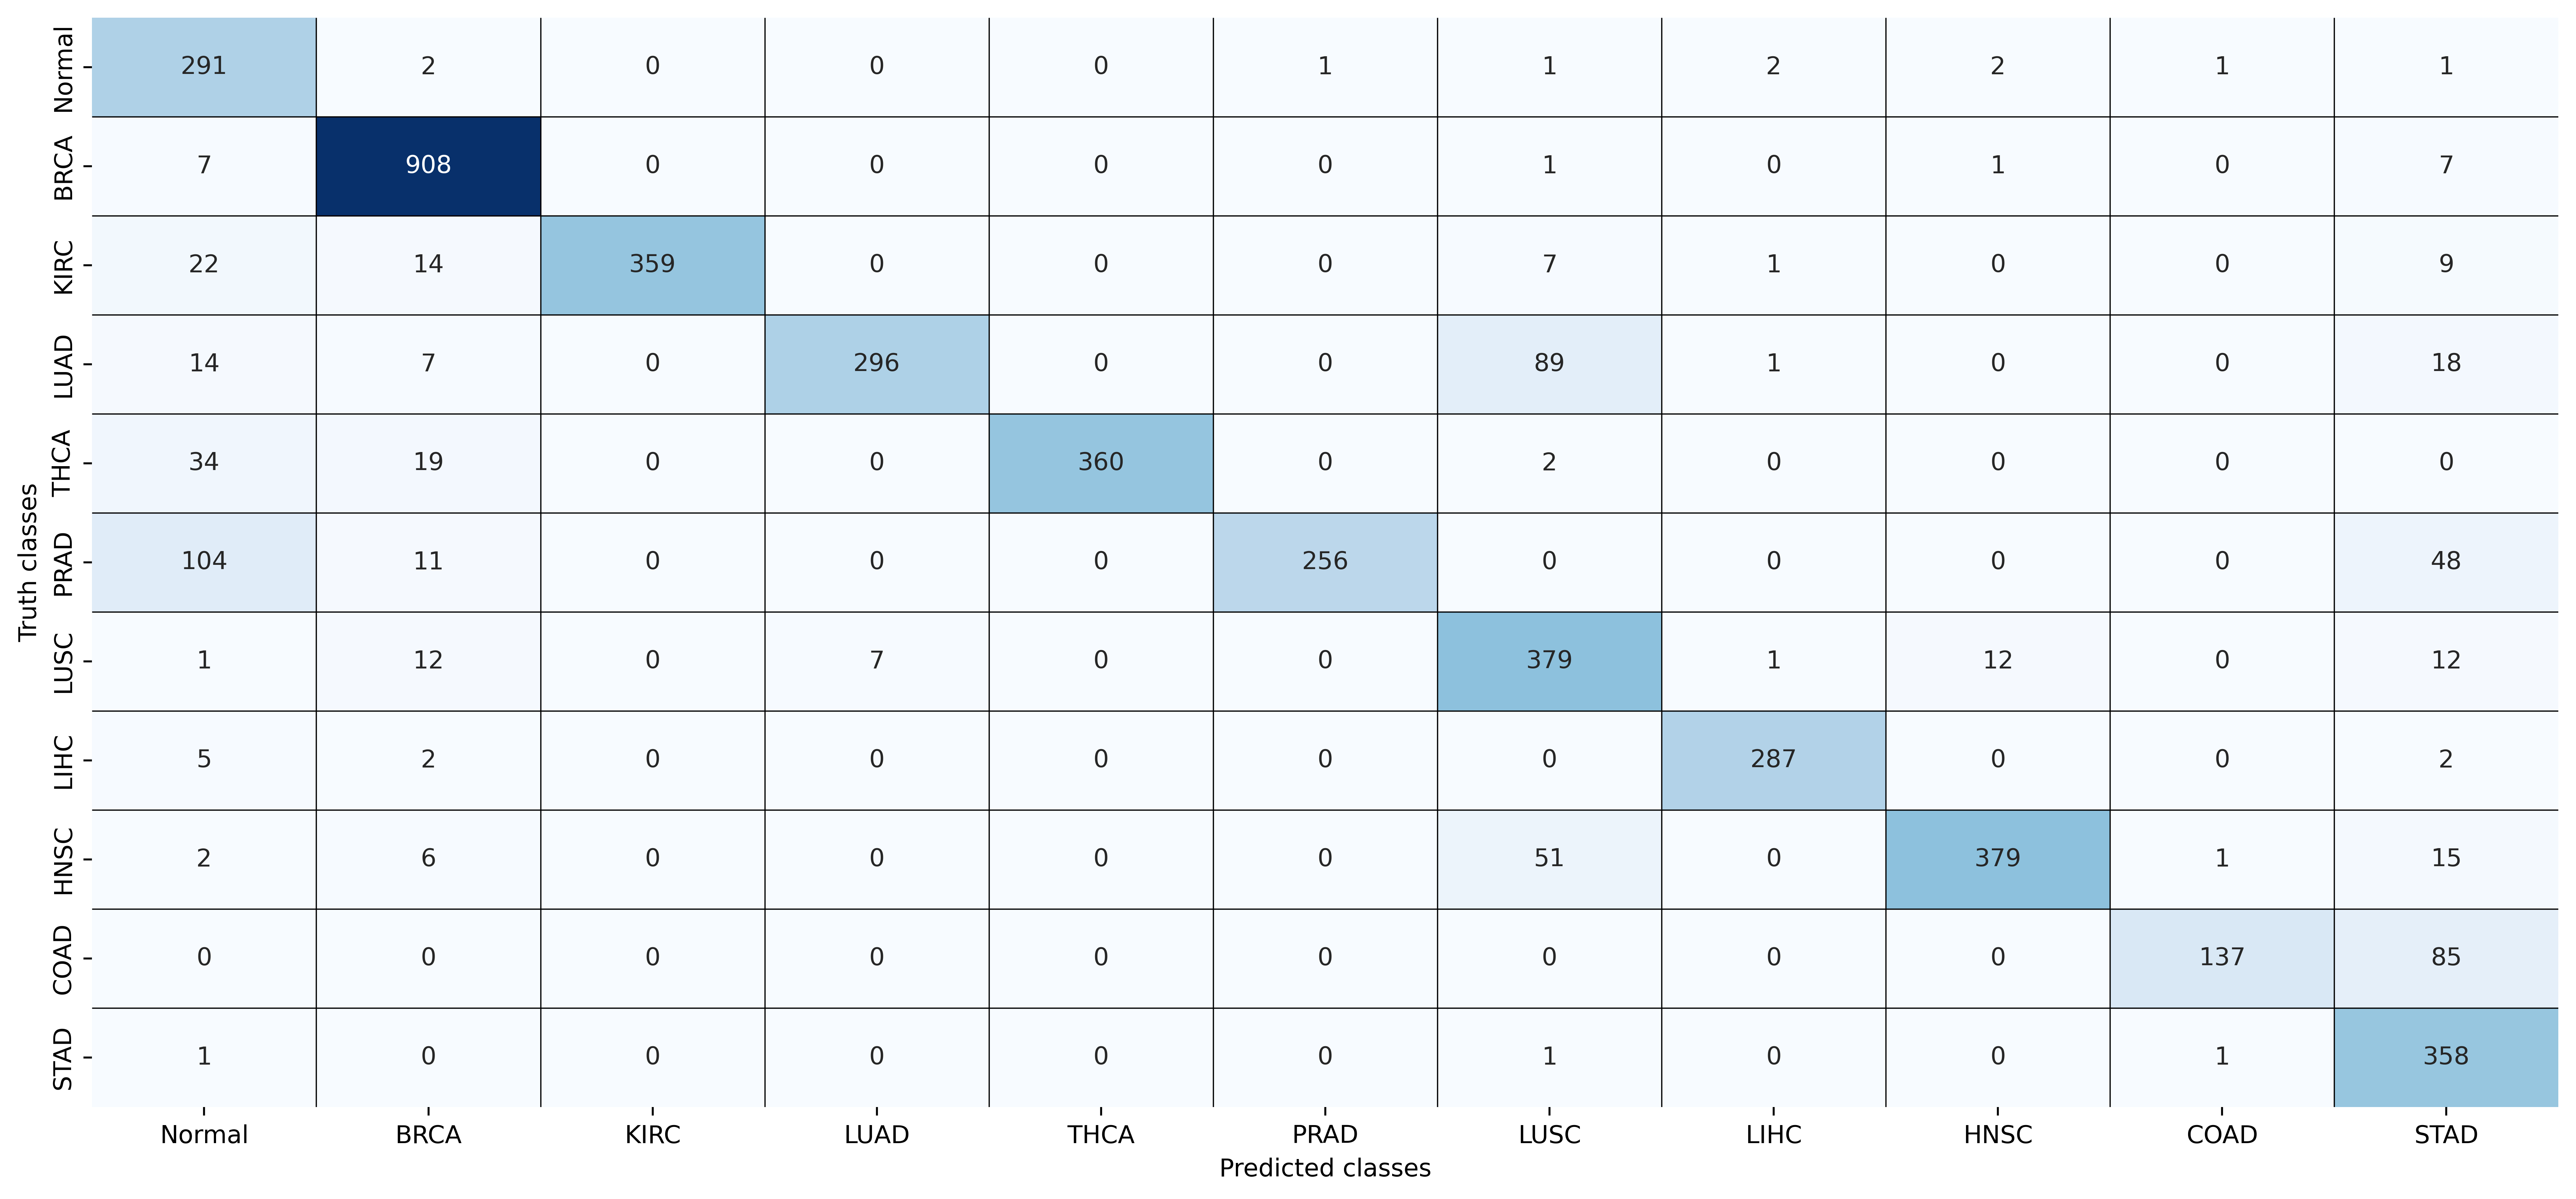 Truth classes
Normal 291 2 0 0 0 1 1 2 2 1 1
BRCA 7 908 0 0 0 0 1 0 1 0 7
KIRC 22 14 359 0 0 0 7 1 0 0 9
LUAD 14 7 0 296 0 0 89 1 0 0 18
THCA 34 19 0 0 360 0 2 0 0 0 0
PRAD 104 11 0 0 0 256 0 0 0 0 48
LUSC 1 12 0 7 0 0 379 1 12 0 12
LIHC 5 2 0 0 0 0 0 287 0 0 2
HNSC 2 6 0 0 0 0 51 0 379 1 15
COAD 0 0 0 0 0 0 0 0 0 137 85
STAD 1 0 0 0 0 0 1 0 0 1 358
Normal BRCA KIRC LUAD THCA PRAD LUSC LIHC HNSC COAD STAD
Predicted classes